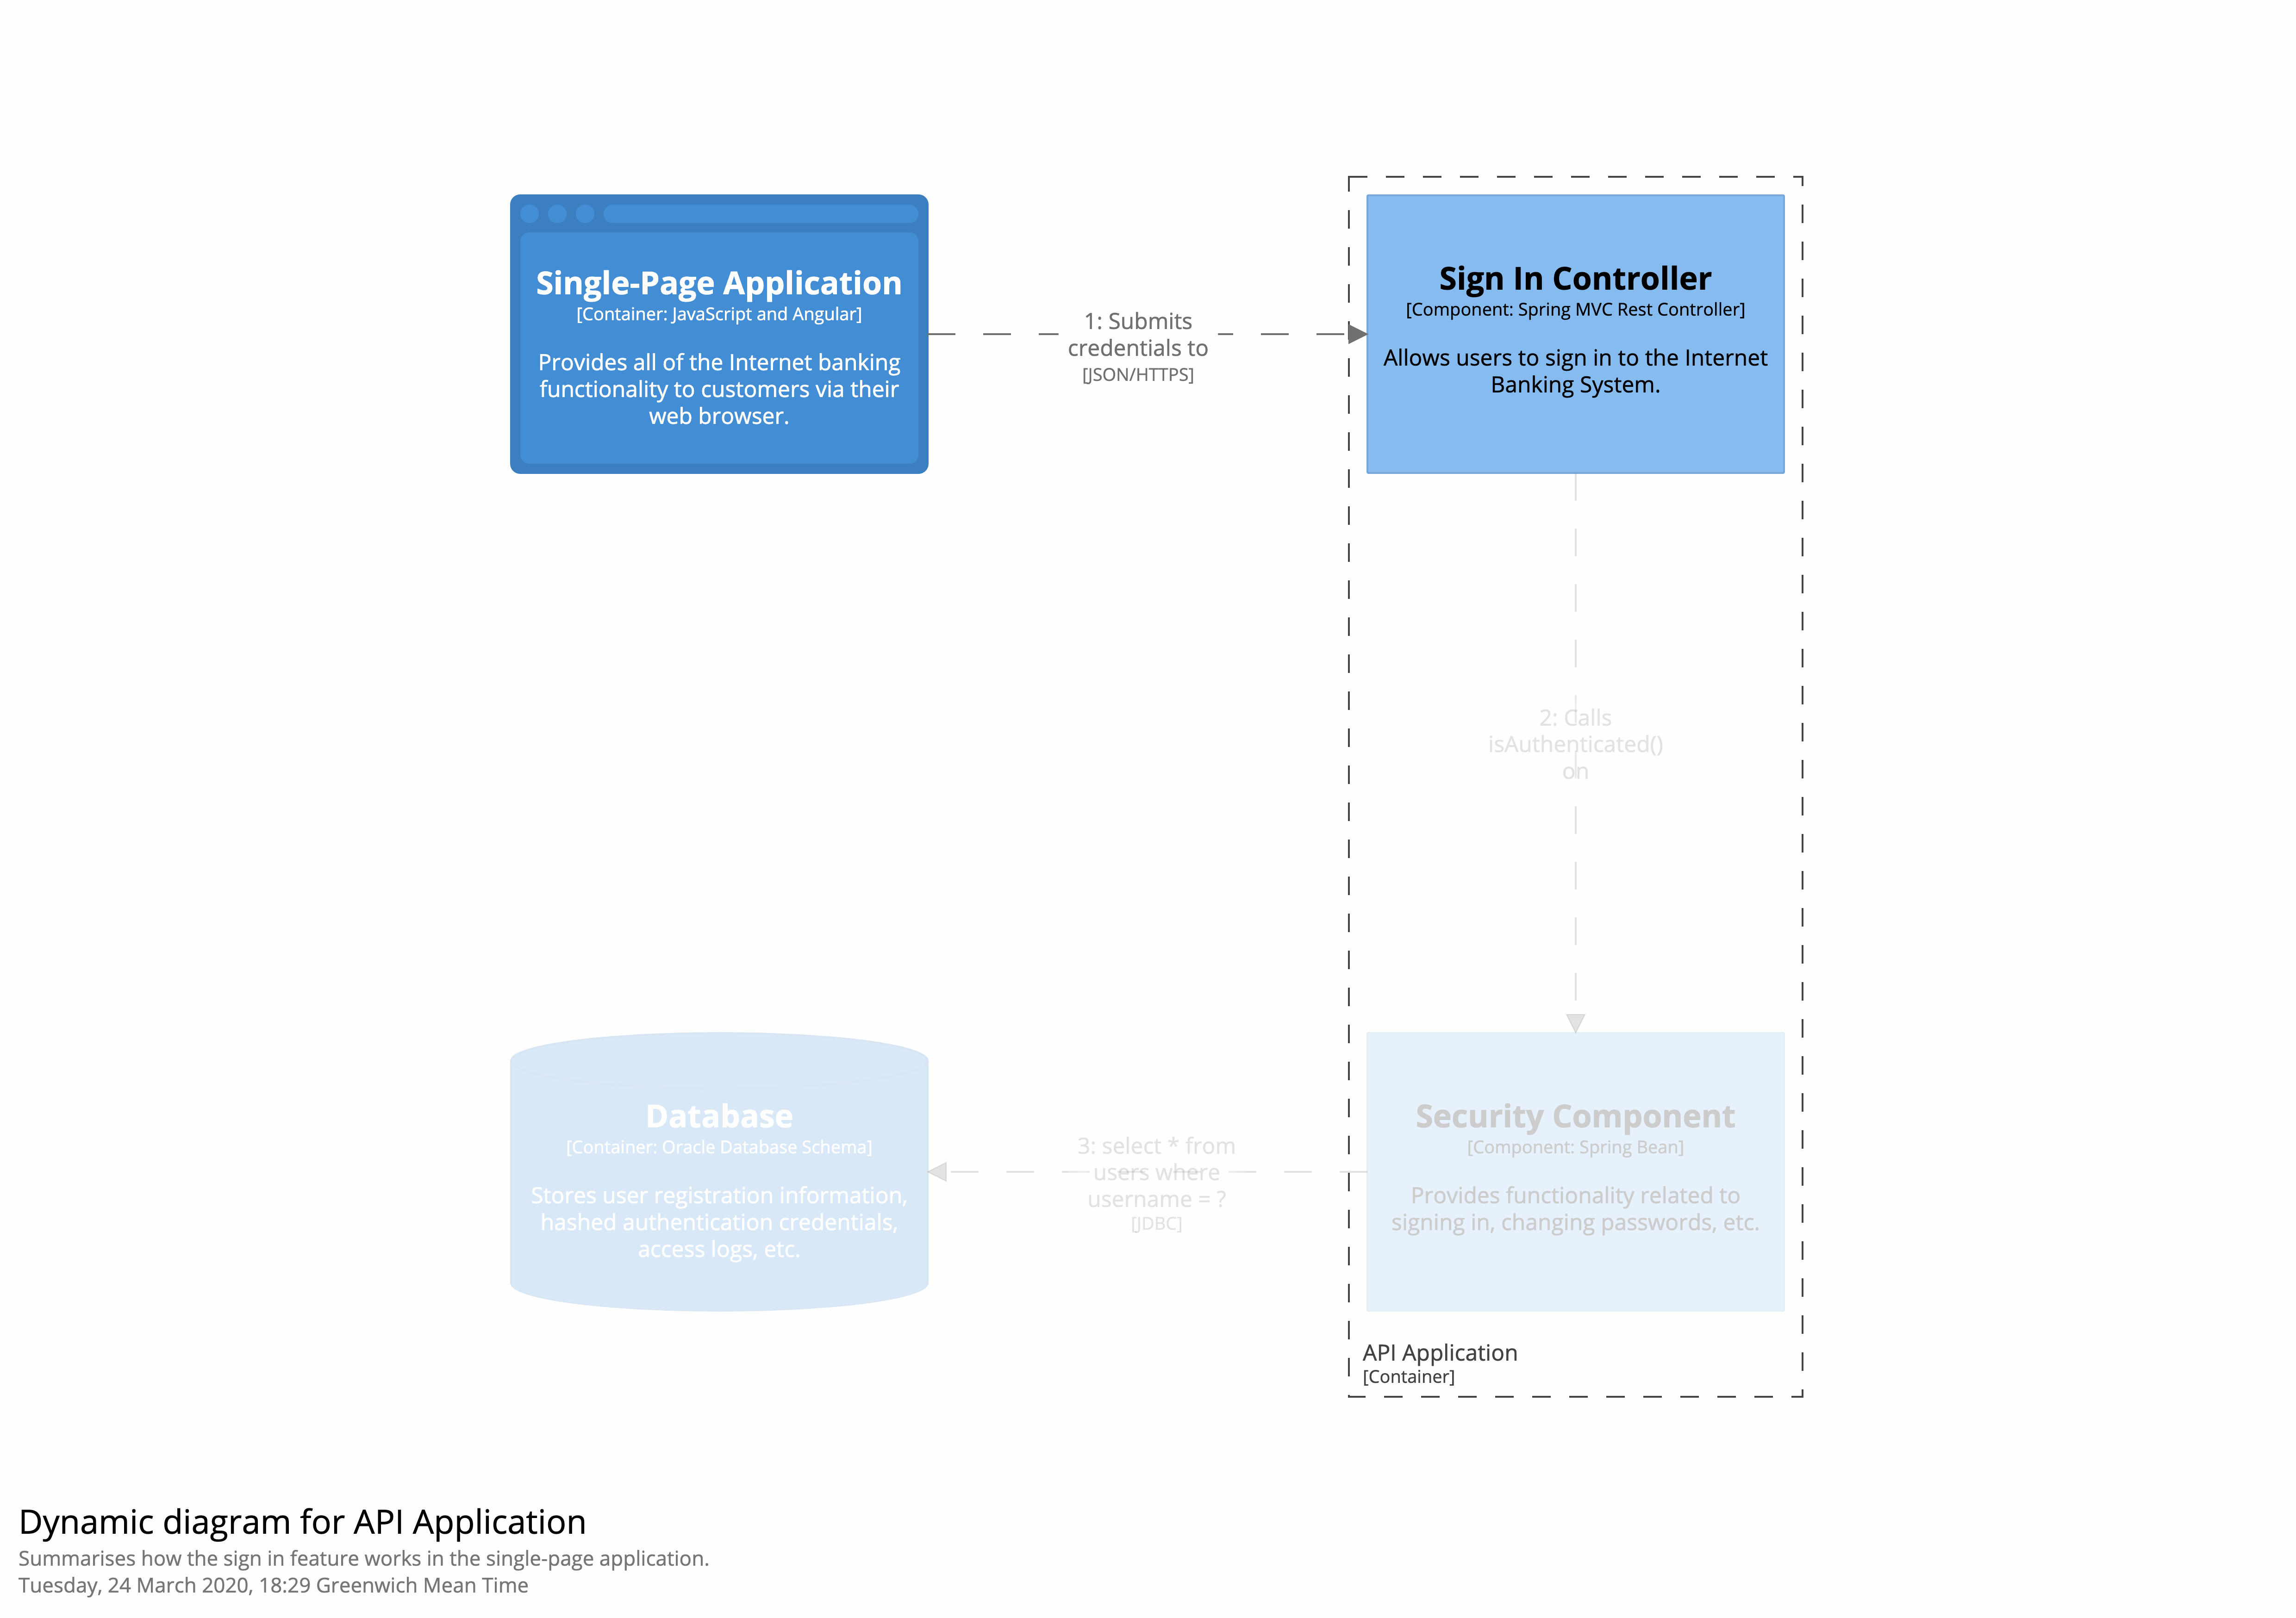 Single-Page Application
[Container: JavaScript and Angular]
Provides all of the Internet banking
functionality to customers via their
web browser.
1: Submits
credentials to
[JSON/HTTPS]
Sign In Controller
[Component: Spring MVC Rest Controller]
Allows users to sign in to the Internet
Banking System.
2: Calls
isAuthenticated()
on
Database
[Container: Oracle Database Schema]
Stores user registration information,
hashed authentication credentials,
access logs, etc.
3: select * from
users where
username = ?
[JDBC]
Security Component
[Component: Spring Bean]
Provides functionality related to
signing in, changing passwords, etc.
API Application
[Container]
Dynamic diagram for API Application
Summarises how the sign in feature works in the single-page application.
Tuesday, 24 March 2020, 18:29 Greenwich Mean Time